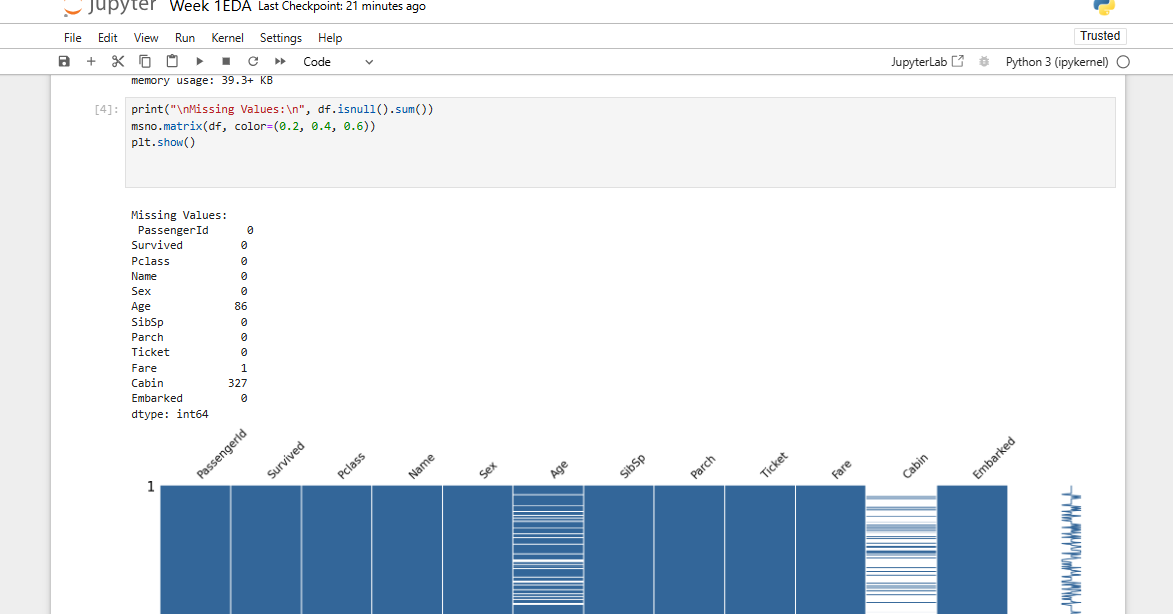 jupyter Week 1EDA Last Checkpoint: 21 minutes ago
File Edit View Run Kernel Settings Help Trusted
Code JupyterLab Python 3 (ipykernel)
memory usage: 39.3+ KB
[4]: print("\nMissing Values:\n", df.isnull().sum())
msno.matrix(df, color=(0.2, 0.4, 0.6))
plt.show()
Missing Values:
PassengerId 0
Survived 0
Pclass 0
Name 0
Sex 0
Age 86
SibSp 0
Parch 0
Ticket 0
Fare 1
Cabin 327
Embarked 0
dtype: int64
PassengerId Survived Pclass Name Sex Age SibSp Parch Ticket Fare Cabin Embarked
1